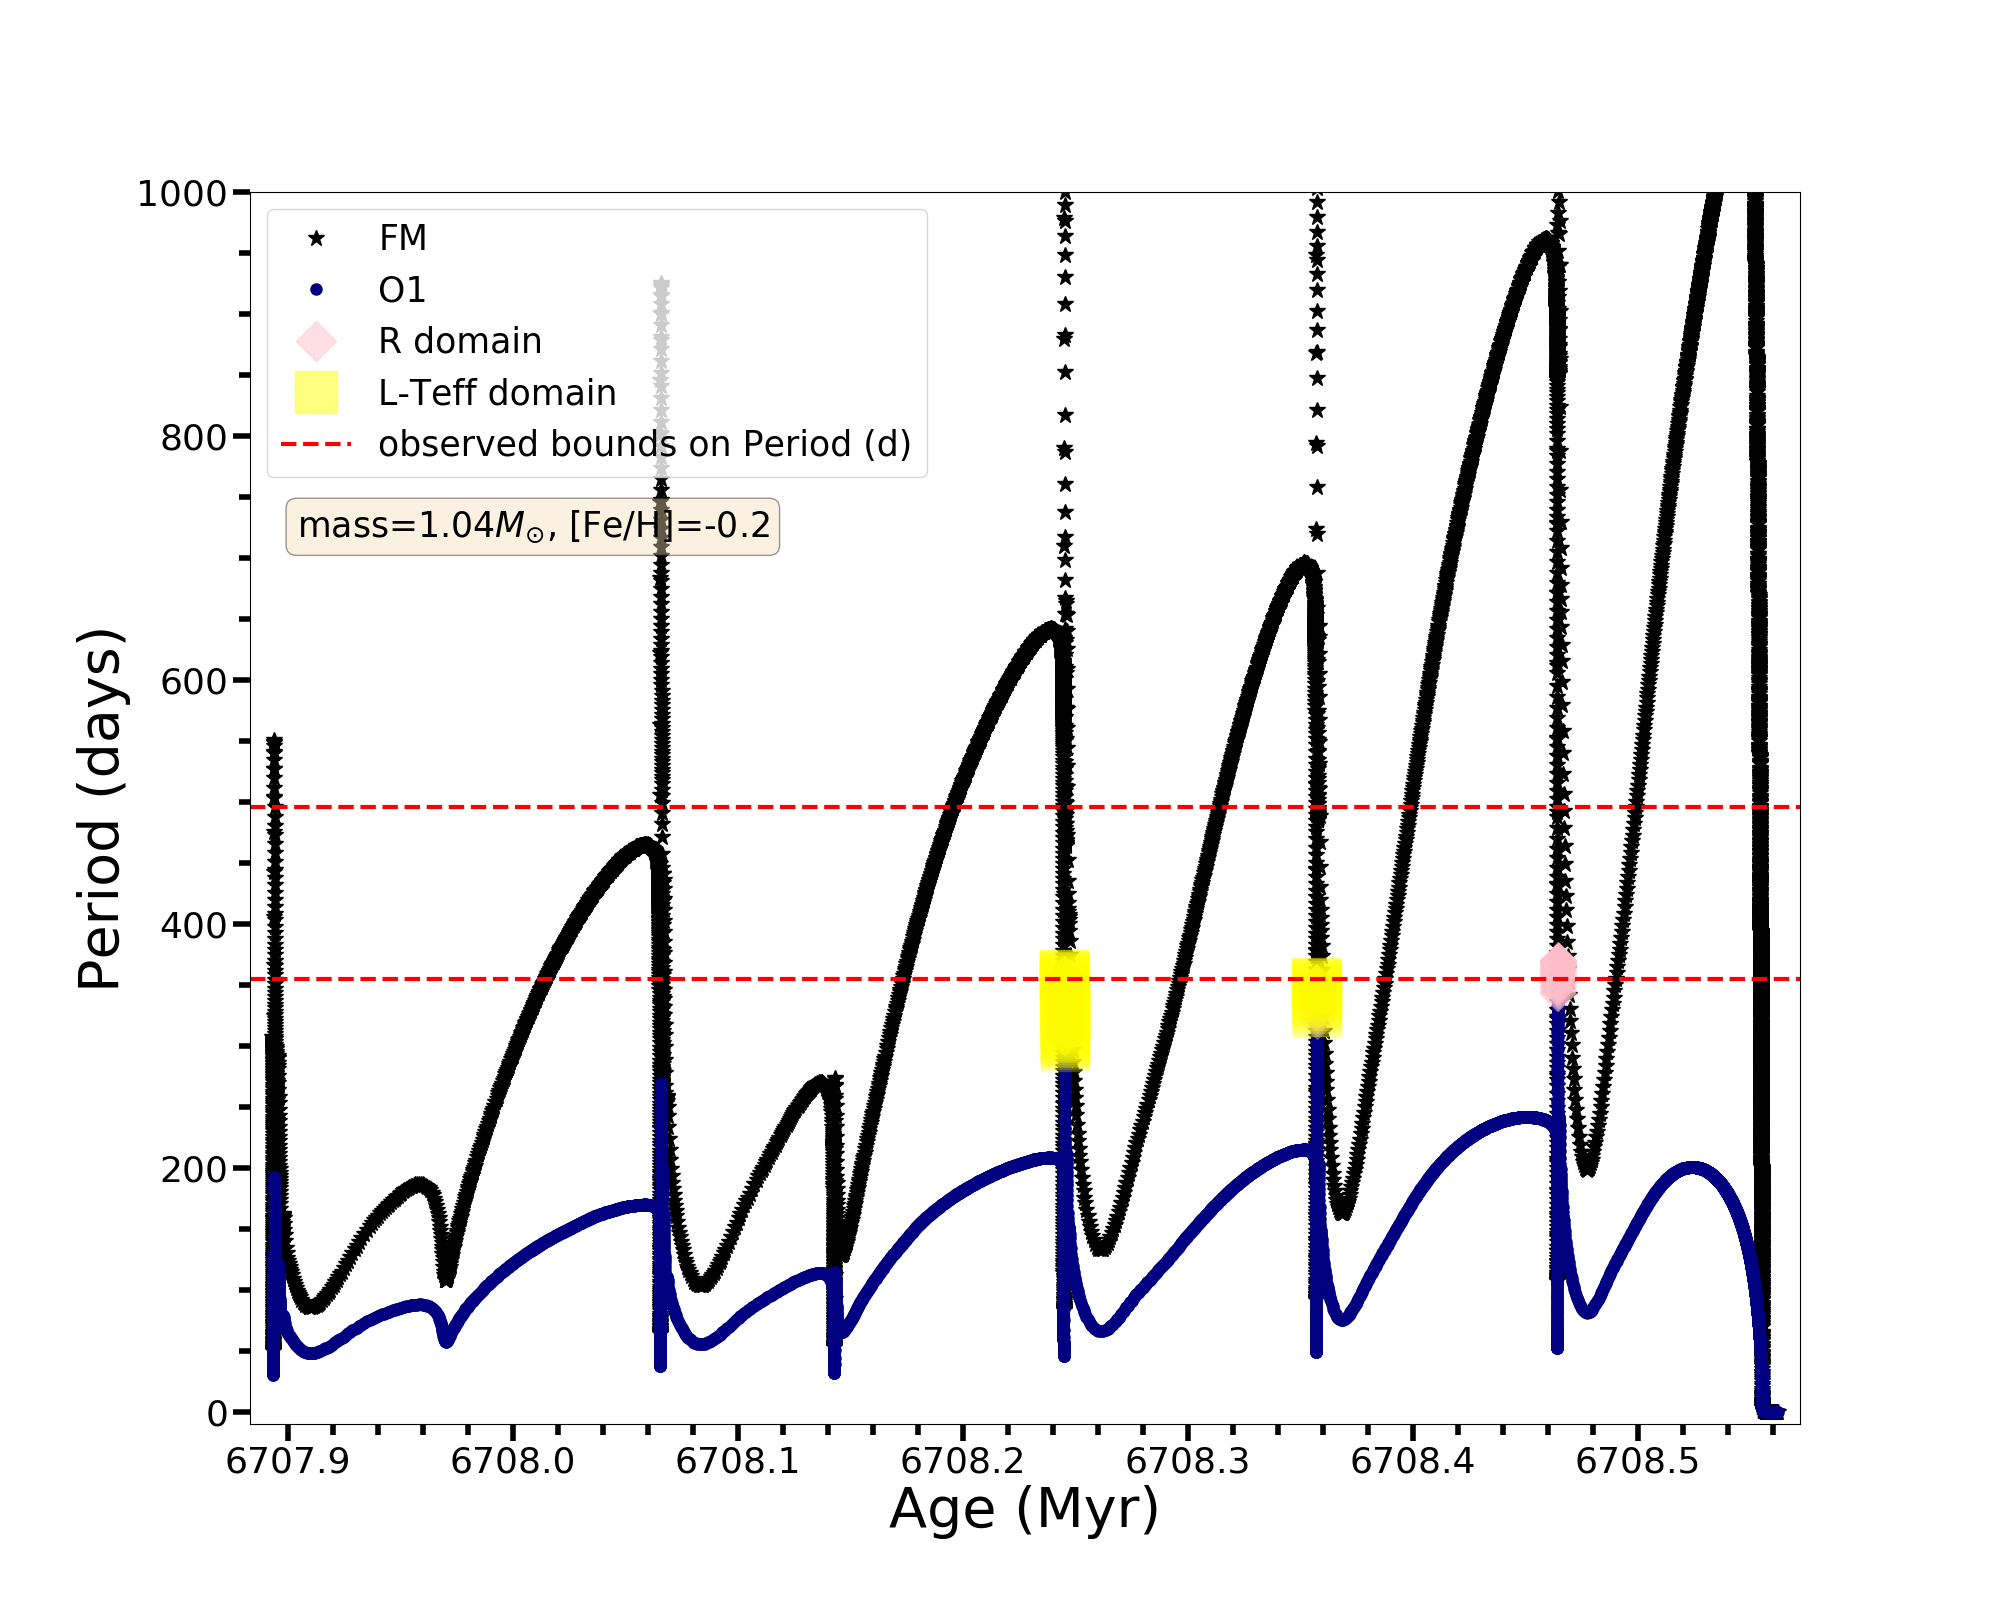 1000
800
600
400
200
0
Period (days)
FM
O1
R domain
L-Teff domain
observed bounds on Period (d)
mass=1.04M⊙, [Fe/H]=-0.2
6707.9 6708.0 6708.1 6708.2 6708.3 6708.4 6708.5
Age (Myr)